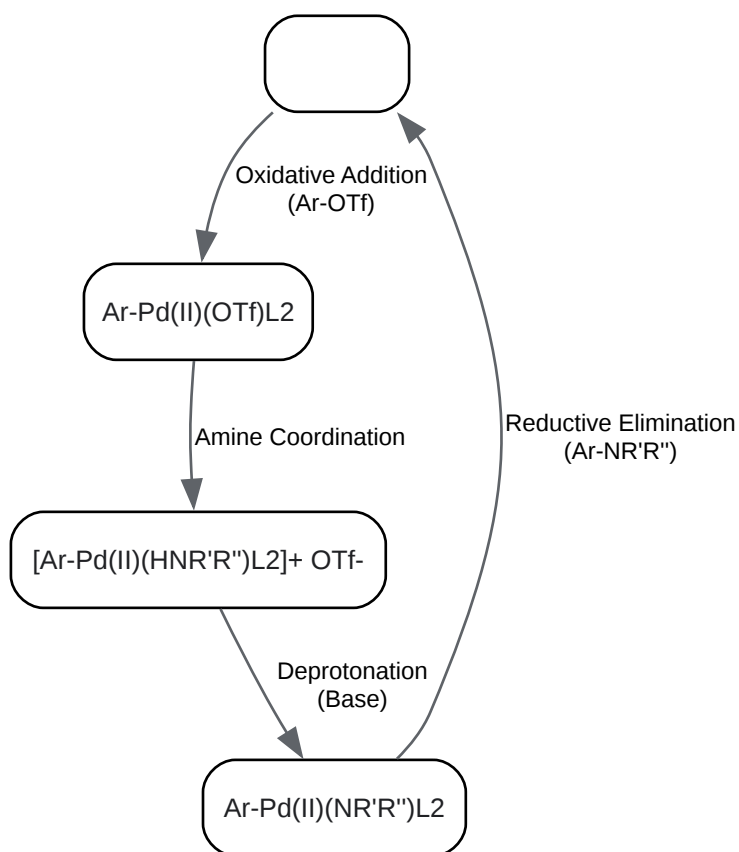 Oxidative Addition
(Ar-OTf)
Ar-Pd(II)(OTf)L2
Amine Coordination
Reductive Elimination
(Ar-NR'R")
[Ar-Pd(II)(HNR'R")L2]+ OTf-
Deprotonation
(Base)
Ar-Pd(II)(NR'R")L2